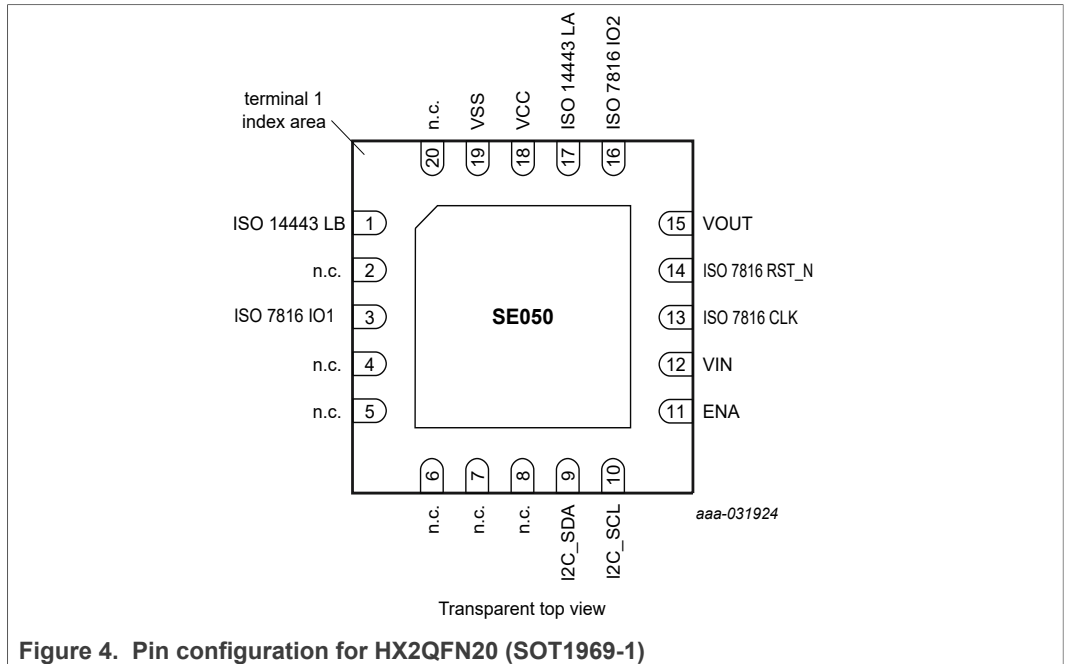 terminal 1
index area
n.c.
VSS
VCC
ISO 14443 LA
ISO 7816 IO2
20
19
18
17
16
ISO 14443 LB
1
n.c.
2
ISO 7816 IO1
3
n.c.
4
n.c.
5
SE050
15
VOUT
14
ISO 7816 RST_N
13
ISO 7816 CLK
12
VIN
11
ENA
6
7
8
9
10
n.c.
n.c.
n.c.
I2C_SDA
I2C_SCL
aaa-031924
Transparent top view
Figure 4. Pin configuration for HX2QFN20 (SOT1969-1)